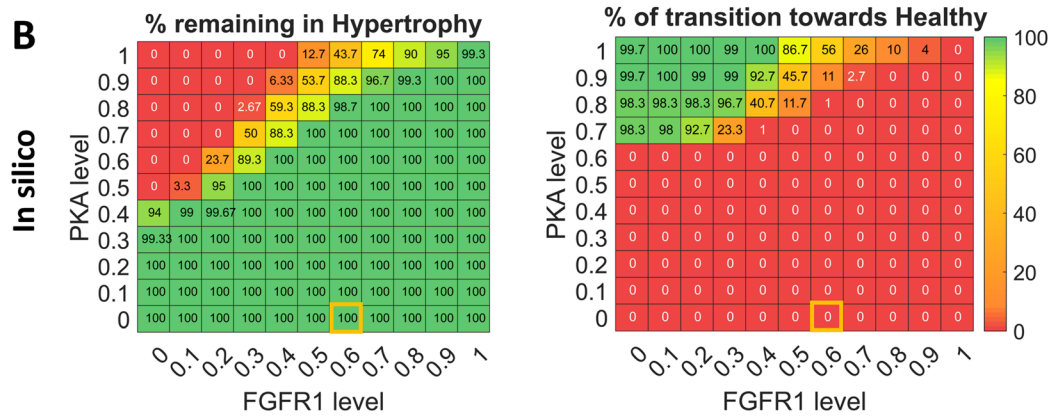 B
In silico
% remaining in Hypertrophy
PKA level
1 0 0 0 0 0 12.7 43.7 74 90 95 99.3
0.9 0 0 0 0 6.33 53.7 88.3 96.7 99.3 100 100
0.8 0 0 0 2.67 59.3 88.3 98.7 100 100 100 100
0.7 0 0 0 50 88.3 100 100 100 100 100 100
0.6 0 0 23.7 89.3 100 100 100 100 100 100 100
0.5 0 3.3 95 100 100 100 100 100 100 100 100
0.4 94 99 99.67 100 100 100 100 100 100 100 100
0.3 99.33 100 100 100 100 100 100 100 100 100 100
0.2 100 100 100 100 100 100 100 100 100 100 100
0.1 100 100 100 100 100 100 100 100 100 100 100
0 100 100 100 100 100 100 100 100 100 100 100
0 0.1 0.2 0.3 0.4 0.5 0.6 0.7 0.8 0.9 1
FGFR1 level
% of transition towards Healthy
PKA level
1 99.7 100 100 99 100 86.7 56 26 10 4 0
0.9 99.7 100 99 99 92.7 45.7 11 2.7
0.8 98.3 98.3 98.3 96.7 40.7 11.7 1
0.7 98.3 98 92.7 23.3 1 0 0 0 0 0 0
0.6 0 0 0 0 0 0 0 0 0 0 0
0.5 0 0 0 0 0 0 0 0 0 0 0
0.4 0 0 0 0 0 0 0 0 0 0 0
0.3 0 0 0 0 0 0 0 0 0 0 0
0.2 0 0 0 0 0 0 0 0 0 0 0
0.1 0 0 0 0 0 0 0 0 0 0 0
0 0 0 0 0 0 0 0 0 0 0 0
0 0.1 0.2 0.3 0.4 0.5 0.6 0.7 0.8 0.9 1
FGFR1 level
100
80
60
40
20
0